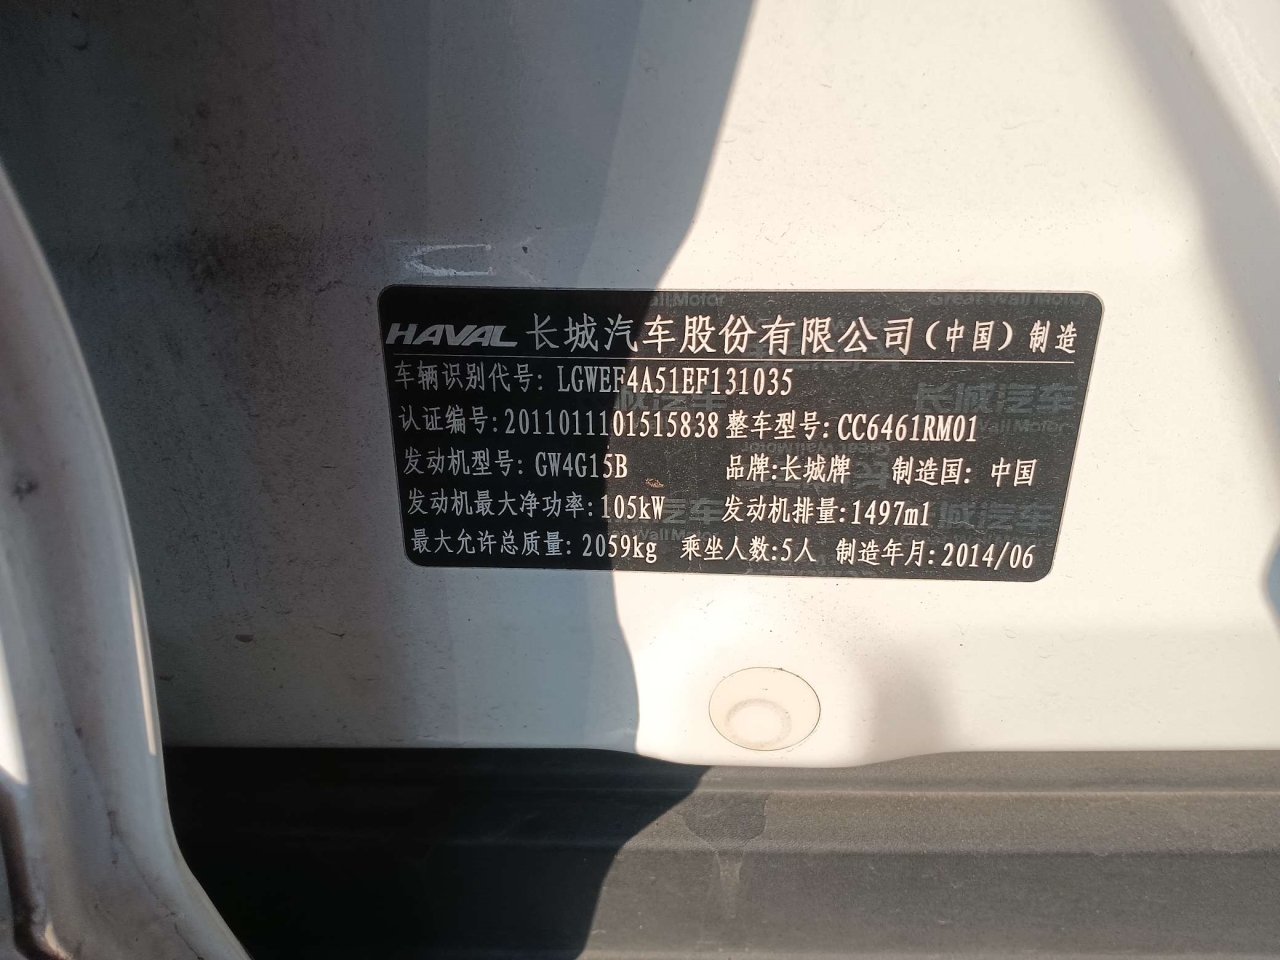 HAVAL 长城汽车股份有限公司(中国)制造
车辆识别代号: LGWEF4A51EF131035
认证编号:2011011101515838 整车型号:CC6461RM01
发动机型号: GW4G15B 品牌:长城牌 制造国: 中国
发动机最大净功率:105kW 发动机排量:1497ml
最大允许总质量: 2059kg 乘坐人数:5人 制造年月:2014/06